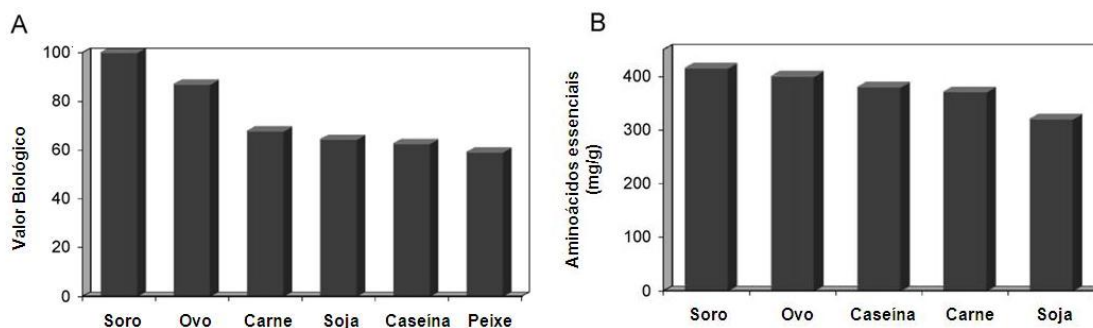 A
Valor Biológico
100
80
60
40
20
0
Soro Ovo Carne Soja Caseína Peixe
B
Aminoácidos essenciais
(mg/g)
400
300
200
100
0
Soro Ovo Caseína Carne Soja